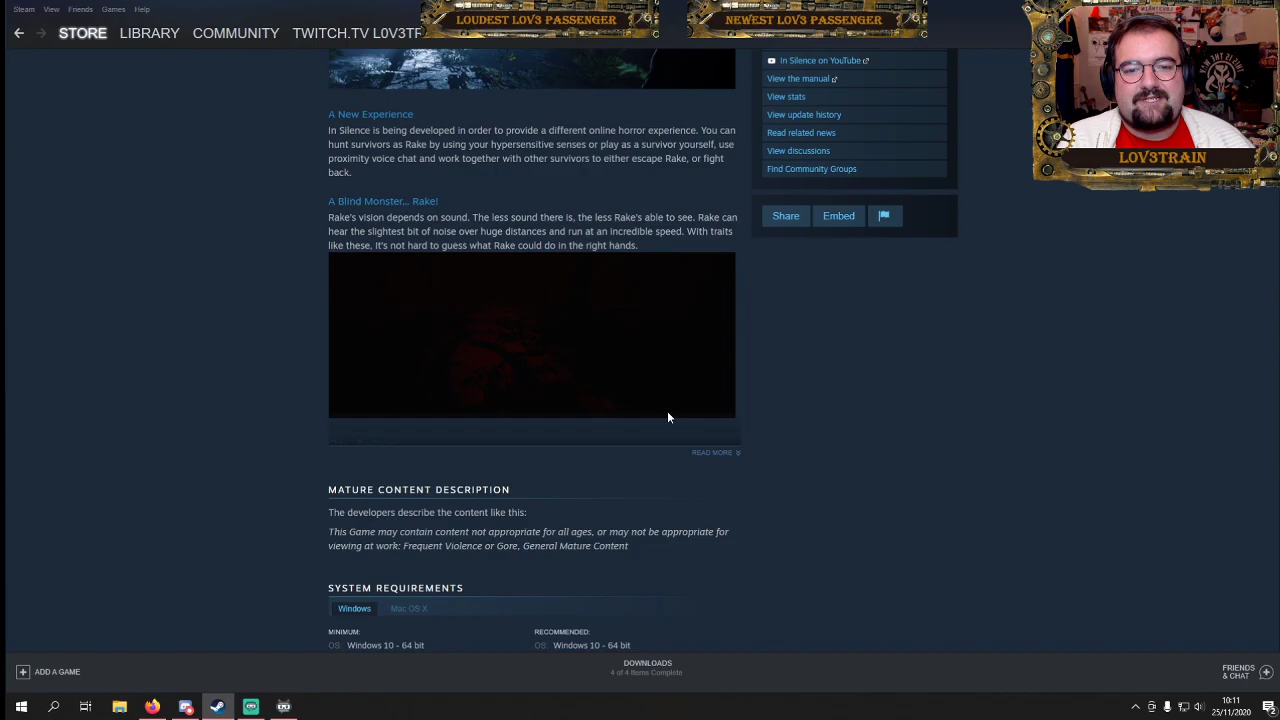 Steam View Friends Games Help
STORE LIBRARY COMMUNITY TWITCH.TV L0V3TR
LOUDEST LOV3 PASSENGER
NEWEST LOV3 PASSENGER
LOV3TRAIN
A New Experience
In Silence is being developed in order to provide a different online horror experience. You can
hunt survivors as Rake by using your hypersensitive senses or play as a survivor yourself, use
proximity voice chat and work together with other survivors to either escape Rake, or fight
back.
A Blind Monster... Rake!
Rake's vision depends on sound. The less sound there is, the less Rake's able to see. Rake can
hear the slightest bit of noise over huge distances and run at an incredible speed. With traits
like these, it's not hard to guess what Rake could do in the right hands.
READ MORE
In Silence on YouTube
View the manual
View stats
View update history
Read related news
View discussions
Find Community Groups
Share Embed
MATURE CONTENT DESCRIPTION
The developers describe the content like this:
This Game may contain content not appropriate for all ages, or may not be appropriate for
viewing at work: Frequent Violence or Gore, General Mature Content
SYSTEM REQUIREMENTS
Windows Mac OS X
MINIMUM: RECOMMENDED:
OS: Windows 10 - 64 bit OS: Windows 10 - 64 bit
ADD A GAME
DOWNLOADS
4 of 4 Items Complete
FRIENDS
& CHAT
10:11
25/11/2020
2